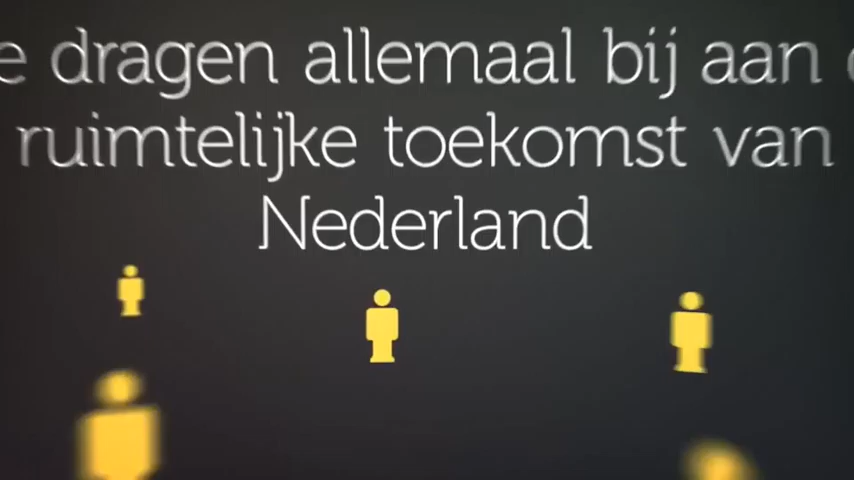 dragen allemaal bij aan
ruimtelijke toekomst van
Nederland